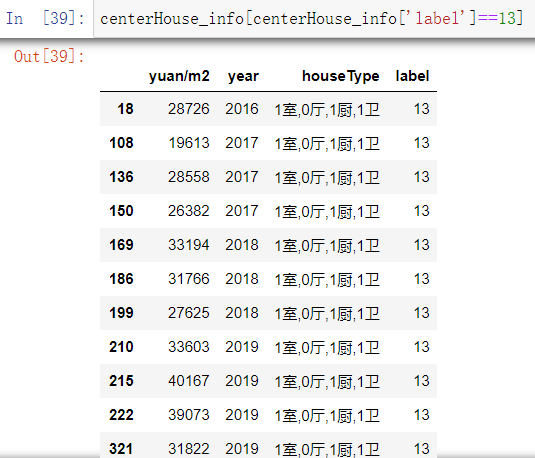 In [39]: centerHouse_info[centerHouse_info['label']==13]
Out[39]:
yuan/m2 year houseType label
18 28726 2016 1室,0厅,1厨,1卫 13
108 19613 2017 1室,0厅,1厨,1卫 13
136 28558 2017 1室,0厅,1厨,1卫 13
150 26382 2017 1室,0厅,1厨,1卫 13
169 33194 2018 1室,0厅,1厨,1卫 13
186 31766 2018 1室,0厅,1厨,1卫 13
199 27625 2018 1室,0厅,1厨,1卫 13
210 33603 2019 1室,0厅,1厨,1卫 13
215 40167 2019 1室,0厅,1厨,1卫 13
222 39073 2019 1室,0厅,1厨,1卫 13
321 31822 2019 1室,0厅,1厨,1卫 13